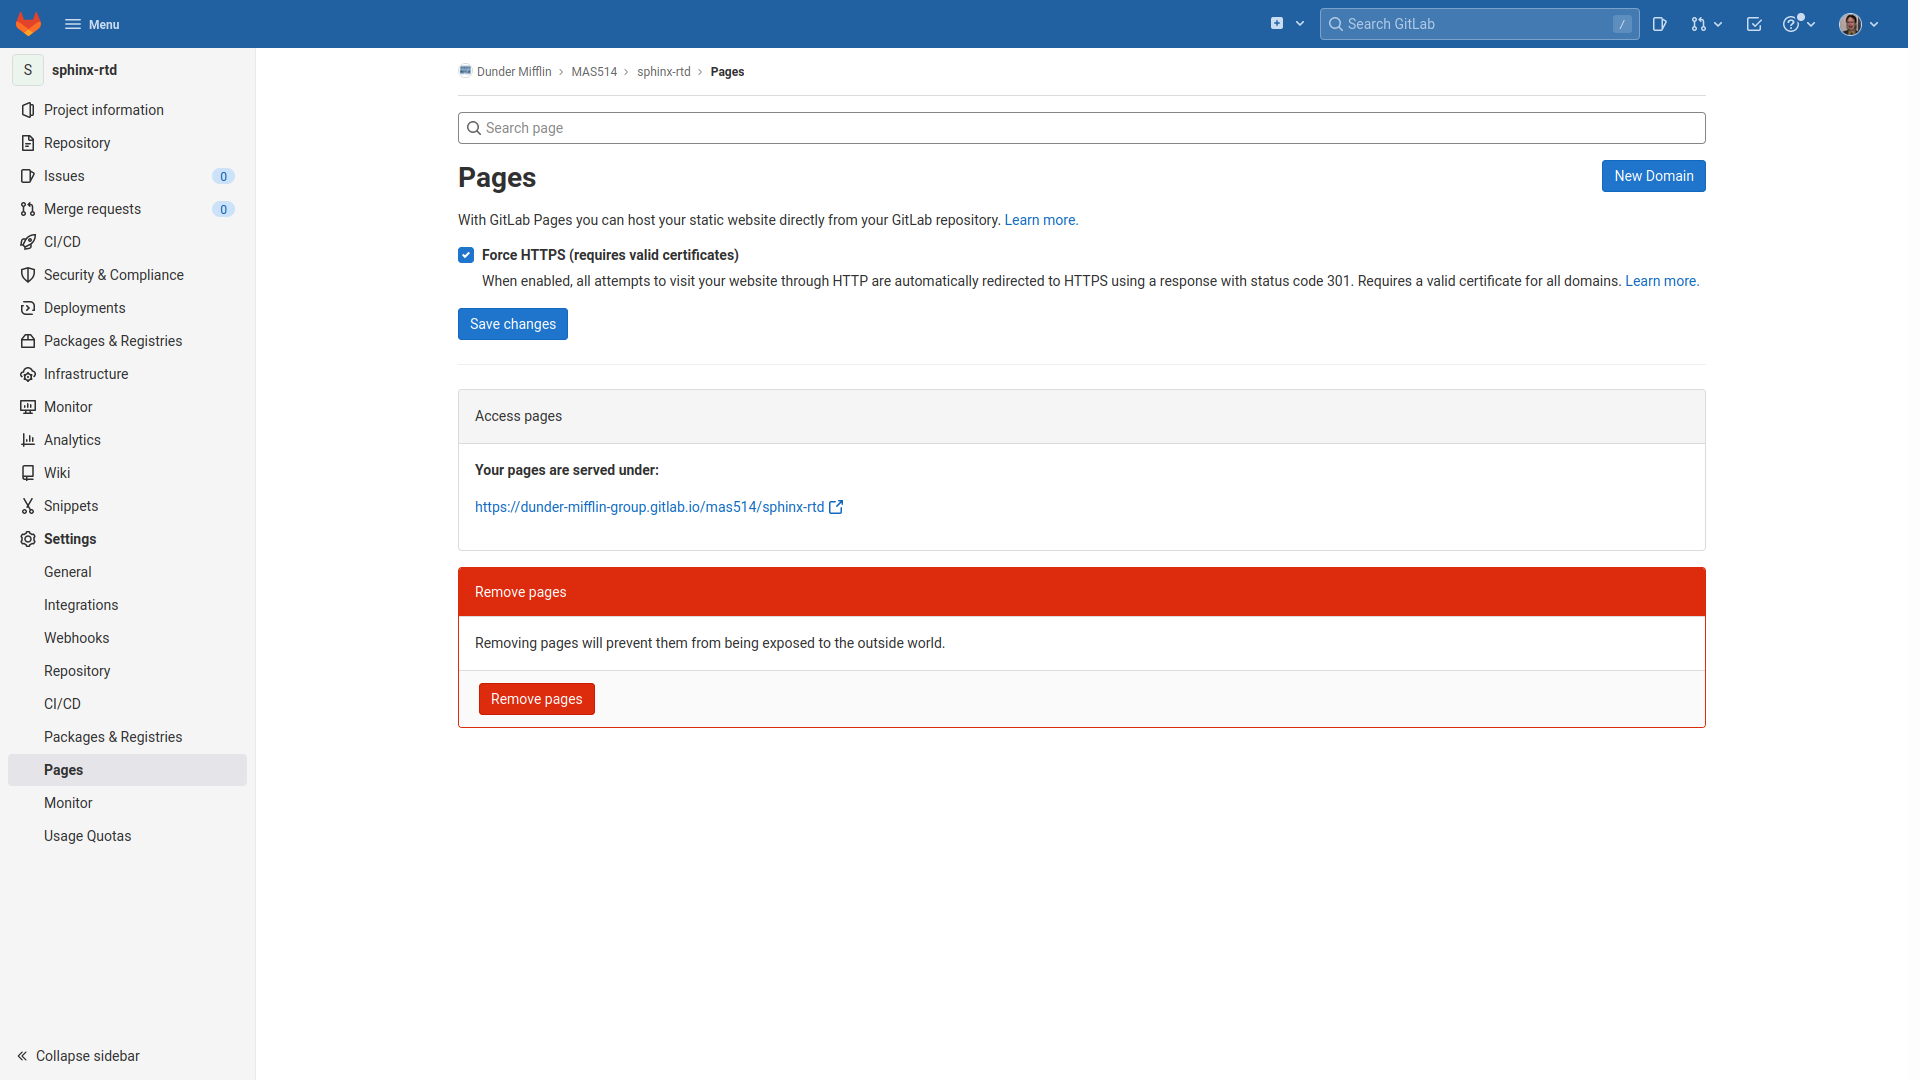 Menu
Search GitLab
/
S
sphinx-rtd
Project information
Repository
Issues
0
Merge requests
0
CI/CD
Security & Compliance
Deployments
Packages & Registries
Infrastructure
Monitor
Analytics
Wiki
Snippets
Settings
General
Integrations
Webhooks
Repository
CI/CD
Packages & Registries
Pages
Monitor
Usage Quotas
Collapse sidebar
Dunder Mifflin > MAS514 > sphinx-rtd > Pages
Search page
Pages
New Domain
With GitLab Pages you can host your static website directly from your GitLab repository. Learn more.
Force HTTPS (requires valid certificates)
When enabled, all attempts to visit your website through HTTP are automatically redirected to HTTPS using a response with status code 301. Requires a valid certificate for all domains. Learn more.
Save changes
Access pages
Your pages are served under:
https://dunder-mifflin-group.gitlab.io/mas514/sphinx-rtd
Remove pages
Removing pages will prevent them from being exposed to the outside world.
Remove pages